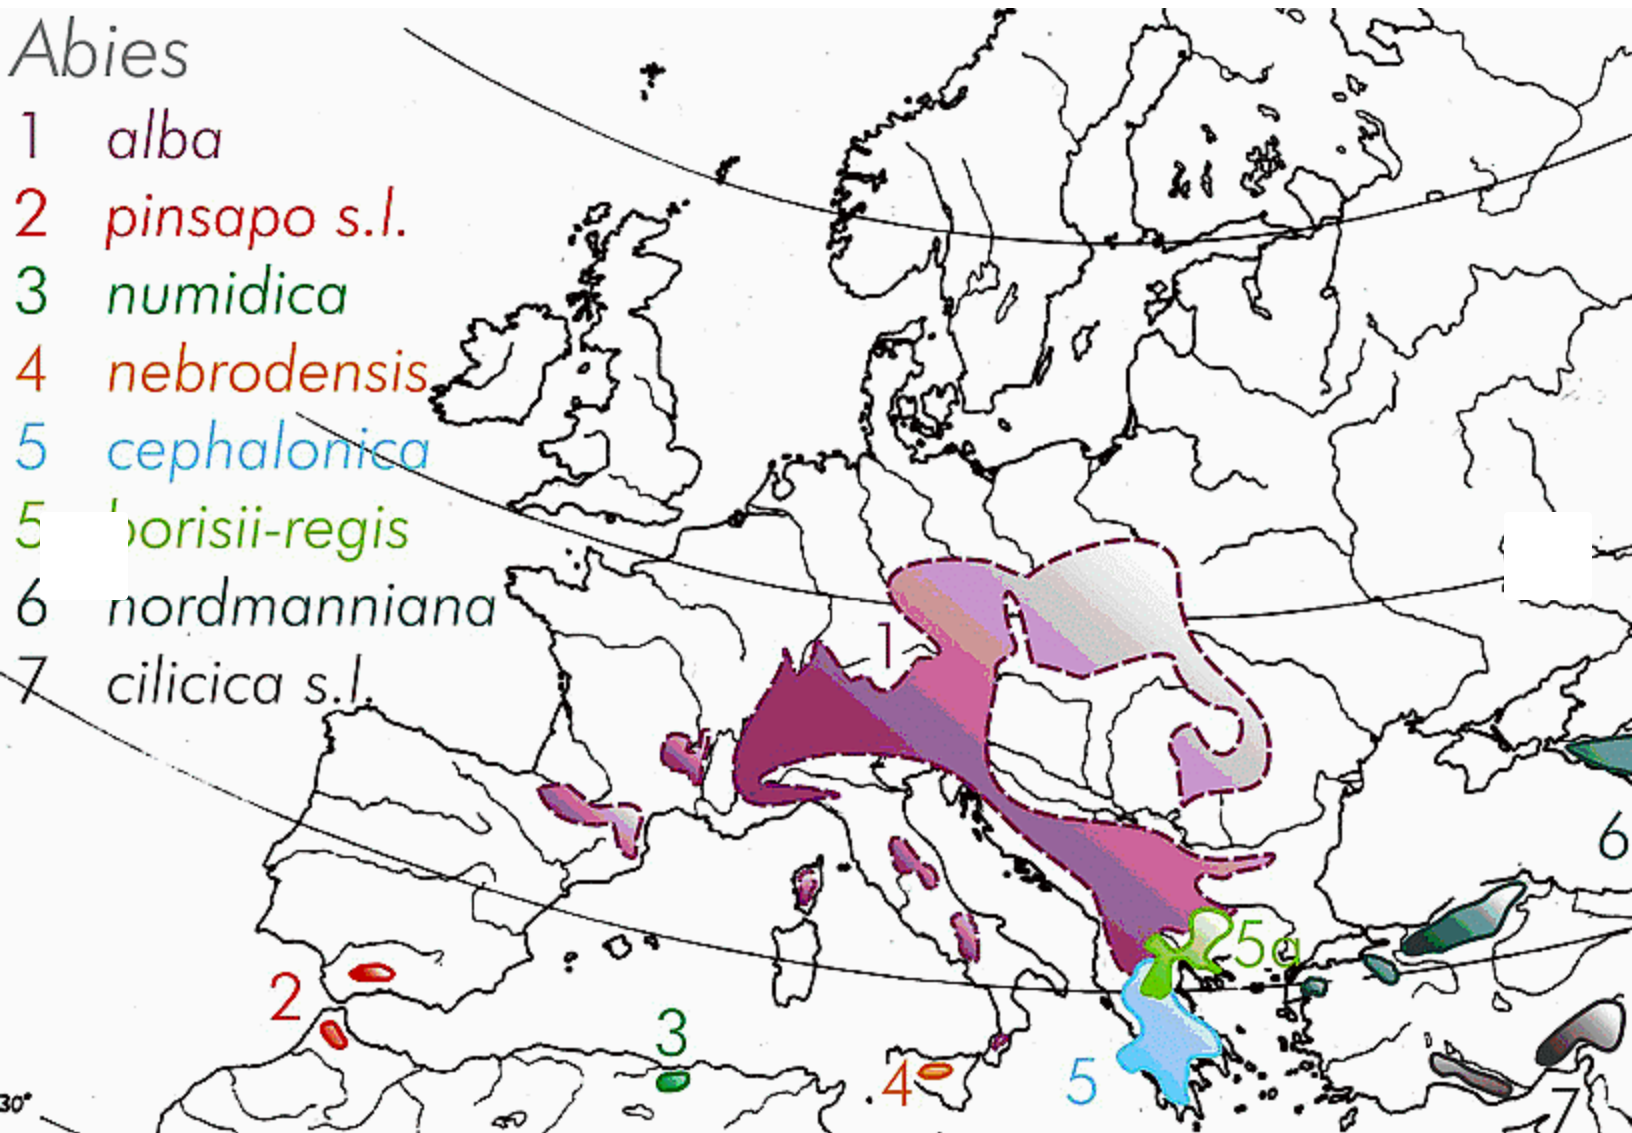 Abies
1 alba
2 pinsapo s.l.
3 numidica
4 nebrodensis
5 cephalonica
5 borisii-regis
6 nordmanniana
7 cilicica s.l.
1
6
5a
2
3
4
5
7
30°